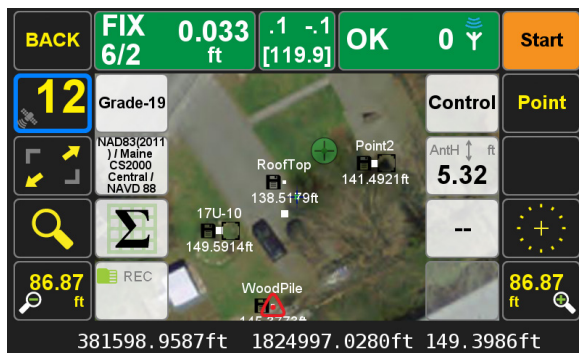 BACK
FIX
6/2
0.033
ft
.1 -.1
[119.9]
OK
0
Start
12
Grade-19
Control
Point
NAD83(2011
) / Maine
CS2000
Central /
NAVD 88
AntH ft
5.32
Point2
141.4921ft
RoofTop
138.5179ft
17U-10
149.5914ft
--
86.87
ft
REC
WoodPile
86.87
ft
381598.9587ft 1824997.0280ft 149.3986ft